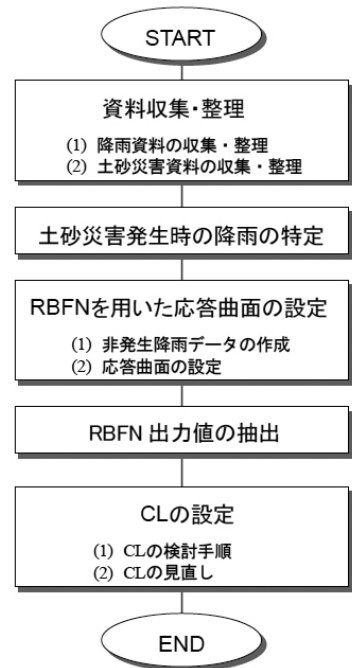 START
資料収集・整理
(1) 降雨資料の収集・整理
(2) 土砂災害資料の収集・整理
土砂災害発生時の降雨の特定
RBFNを用いた応答曲面の設定
(1) 非発生降雨データの作成
(2) 応答曲面の設定
RBFN 出力値の抽出
CLの設定
(1) CLの検討手順
(2) CLの見直し
END